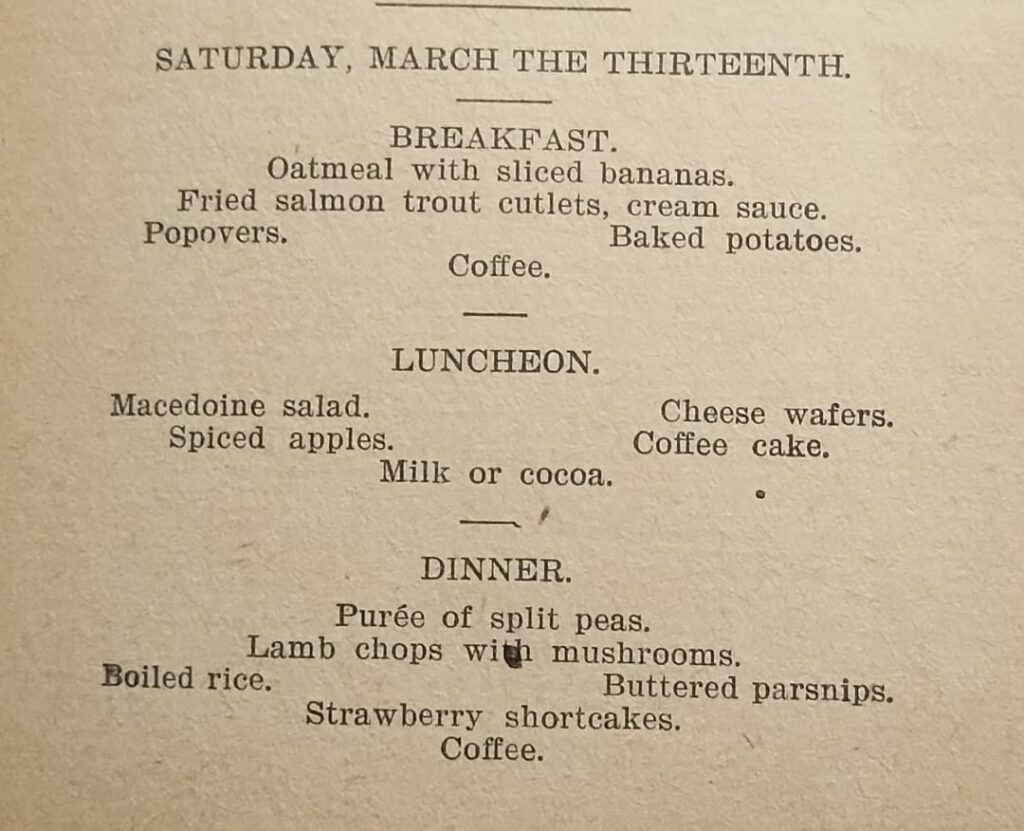 SATURDAY, MARCH THE THIRTEENTH.
BREAKFAST.
Oatmeal with sliced bananas.
Fried salmon trout cutlets, cream sauce.
Popovers. Baked potatoes.
Coffee.
LUNCHEON.
Macedoine salad. Cheese wafers.
Spiced apples. Coffee cake.
Milk or cocoa.
DINNER.
Purée of split peas.
Lamb chops with mushrooms.
Boiled rice. Buttered parsnips.
Strawberry shortcakes.
Coffee.